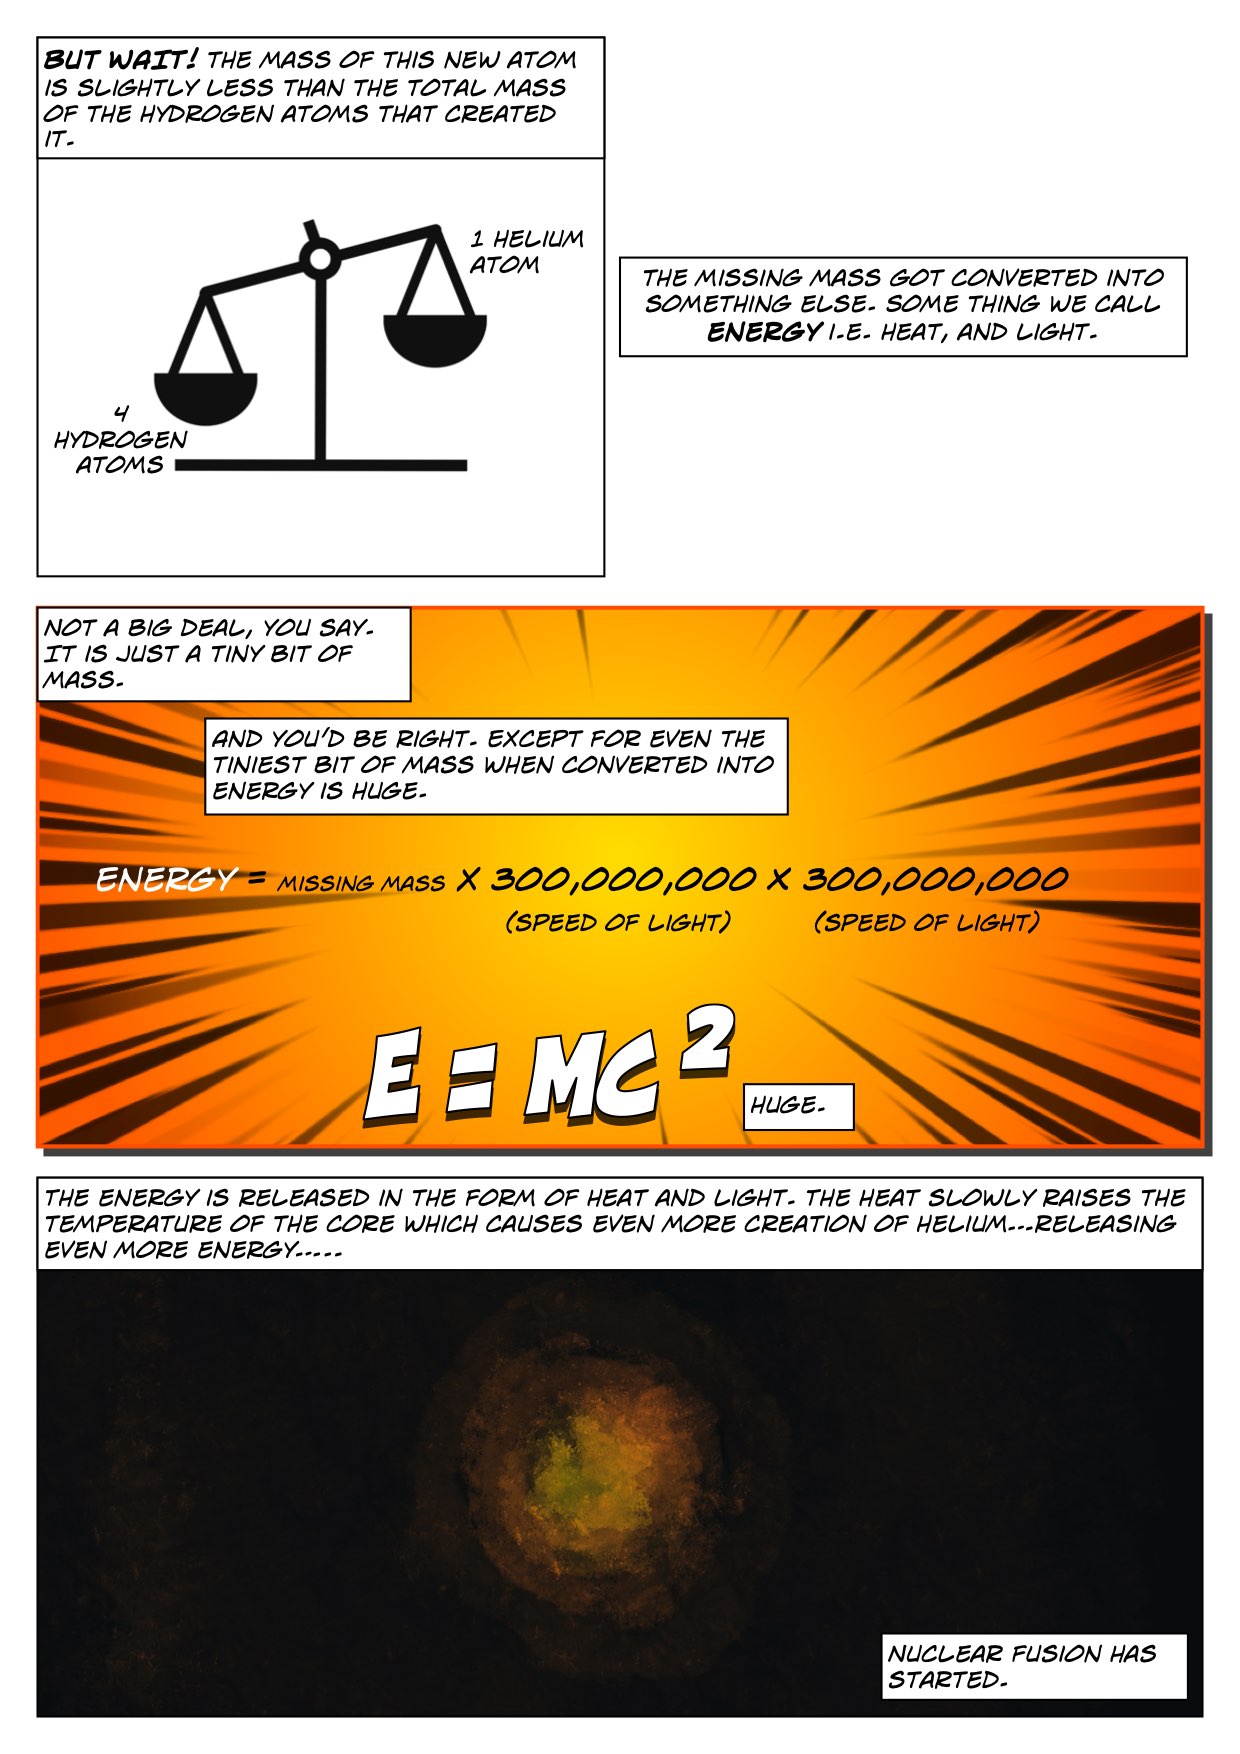 BUT WAIT! THE MASS OF THIS NEW ATOM
IS SLIGHTLY LESS THAN THE TOTAL MASS
OF THE HYDROGEN ATOMS THAT CREATED
IT.
1 HELIUM
ATOM
4
HYDROGEN
ATOMS
THE MISSING MASS GOT CONVERTED INTO
SOMETHING ELSE. SOME THING WE CALL
ENERGY I.E. HEAT, AND LIGHT.
NOT A BIG DEAL, YOU SAY.
IT IS JUST A TINY BIT OF
MASS.
AND YOU'D BE RIGHT. EXCEPT FOR EVEN THE
TINIEST BIT OF MASS WHEN CONVERTED INTO
ENERGY IS HUGE.
ENERGY = MISSING MASS X 300,000,000 X 300,000,000
(SPEED OF LIGHT) (SPEED OF LIGHT)
E = MC²
HUGE.
THE ENERGY IS RELEASED IN THE FORM OF HEAT AND LIGHT. THE HEAT SLOWLY RAISES THE
TEMPERATURE OF THE CORE WHICH CAUSES EVEN MORE CREATION OF HELIUM...RELEASING
EVEN MORE ENERGY.....
NUCLEAR FUSION HAS
STARTED.